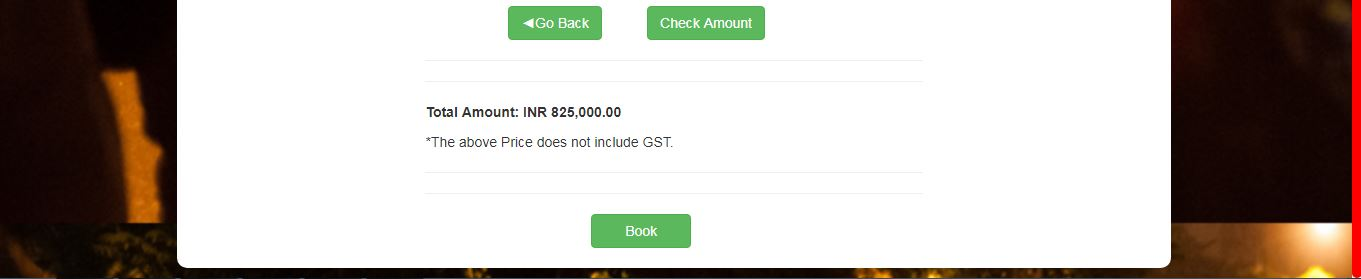 ◄Go Back
Check Amount
Total Amount: INR 825,000.00
*The above Price does not include GST.
Book